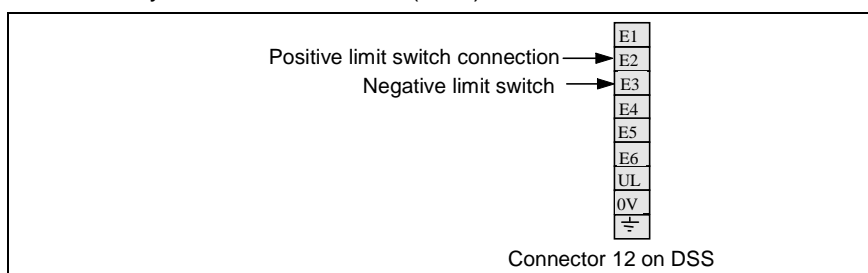 E1
Positive limit switch connection E2
Negative limit switch E3
E4
E5
E6
UL
0V
Connector 12 on DSS